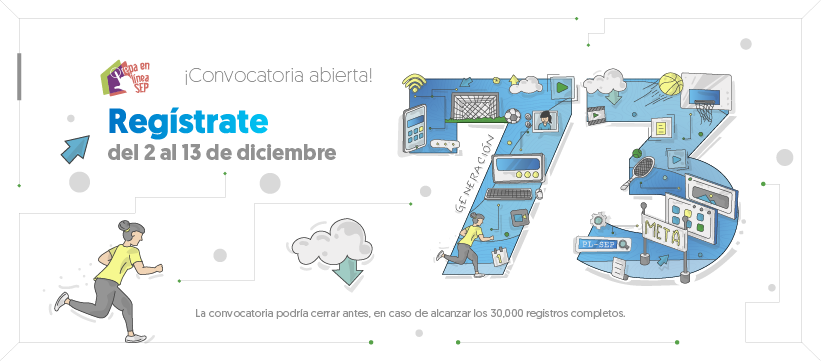 Prepa en
línea
SEP
¡Convocatoria abierta!
Regístrate
del 2 al 13 de diciembre
73
GENERACIÓN
META
PL-SEP
La convocatoria podría cerrar antes, en caso de alcanzar los 30,000 registros completos.